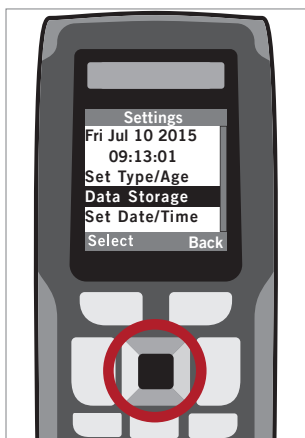 Settings
Fri Jul 10 2015
09:13:01
Set Type/Age
Data Storage
Set Date/Time
Select Back